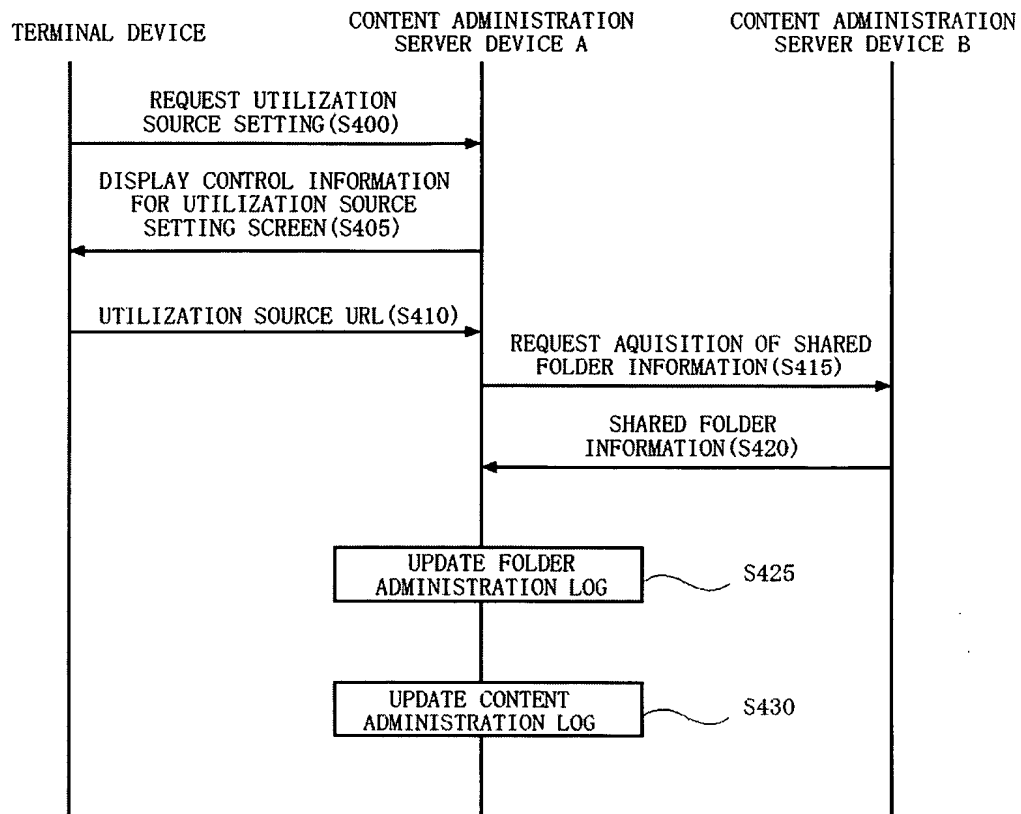 TERMINAL DEVICE
CONTENT ADMINISTRATION
SERVER DEVICE A
CONTENT ADMINISTRATION
SERVER DEVICE B
REQUEST UTILIZATION
SOURCE SETTING(S400)
DISPLAY CONTROL INFORMATION
FOR UTILIZATION SOURCE
SETTING SCREEN(S405)
UTILIZATION SOURCE URL(S410)
REQUEST AQUISITION OF SHARED
FOLDER INFORMATION(S415)
SHARED FOLDER
INFORMATION(S420)
UPDATE FOLDER
ADMINISTRATION LOG
S425
UPDATE CONTENT
ADMINISTRATION LOG
S430